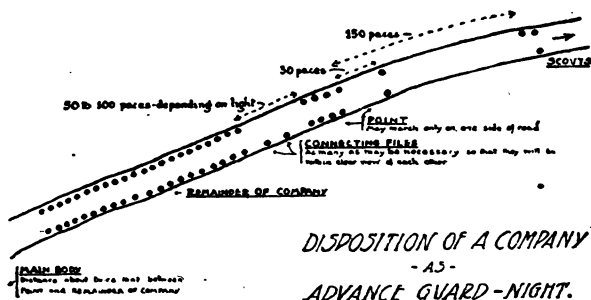 150 paces
SCOUTS
30 paces
50 to 100 paces-depending on light
POINT
May march only on one side of road
CONNECTING FILES
As many as may be necessary so that they will be
within clear view of each other
REMAINDER OF COMPANY
MAIN BODY
Distance about twice that between
Point and REMAINDER OF COMPANY
DISPOSITION OF A COMPANY
-AS-
ADVANCE GUARD-NIGHT.